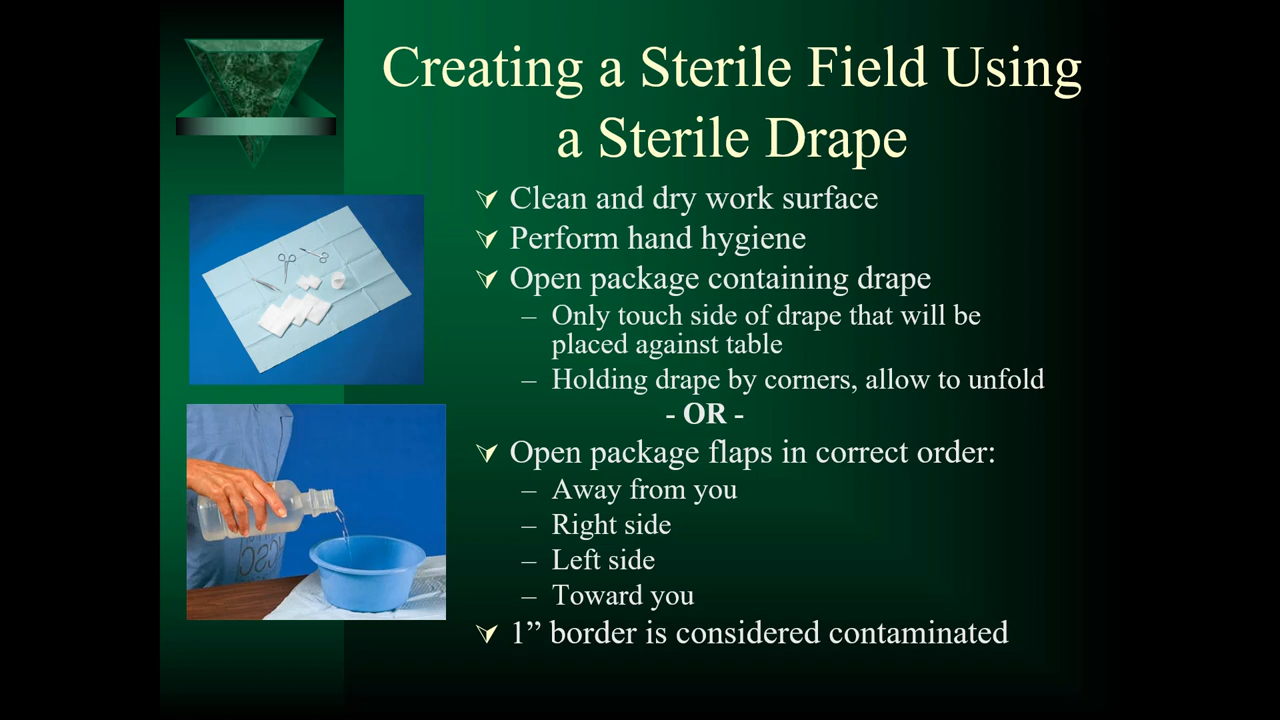 Creating a Sterile Field Using
a Sterile Drape
Clean and dry work surface
Perform hand hygiene
Open package containing drape
– Only touch side of drape that will be
placed against table
– Holding drape by corners, allow to unfold
- OR -
Open package flaps in correct order:
– Away from you
– Right side
– Left side
– Toward you
1” border is considered contaminated